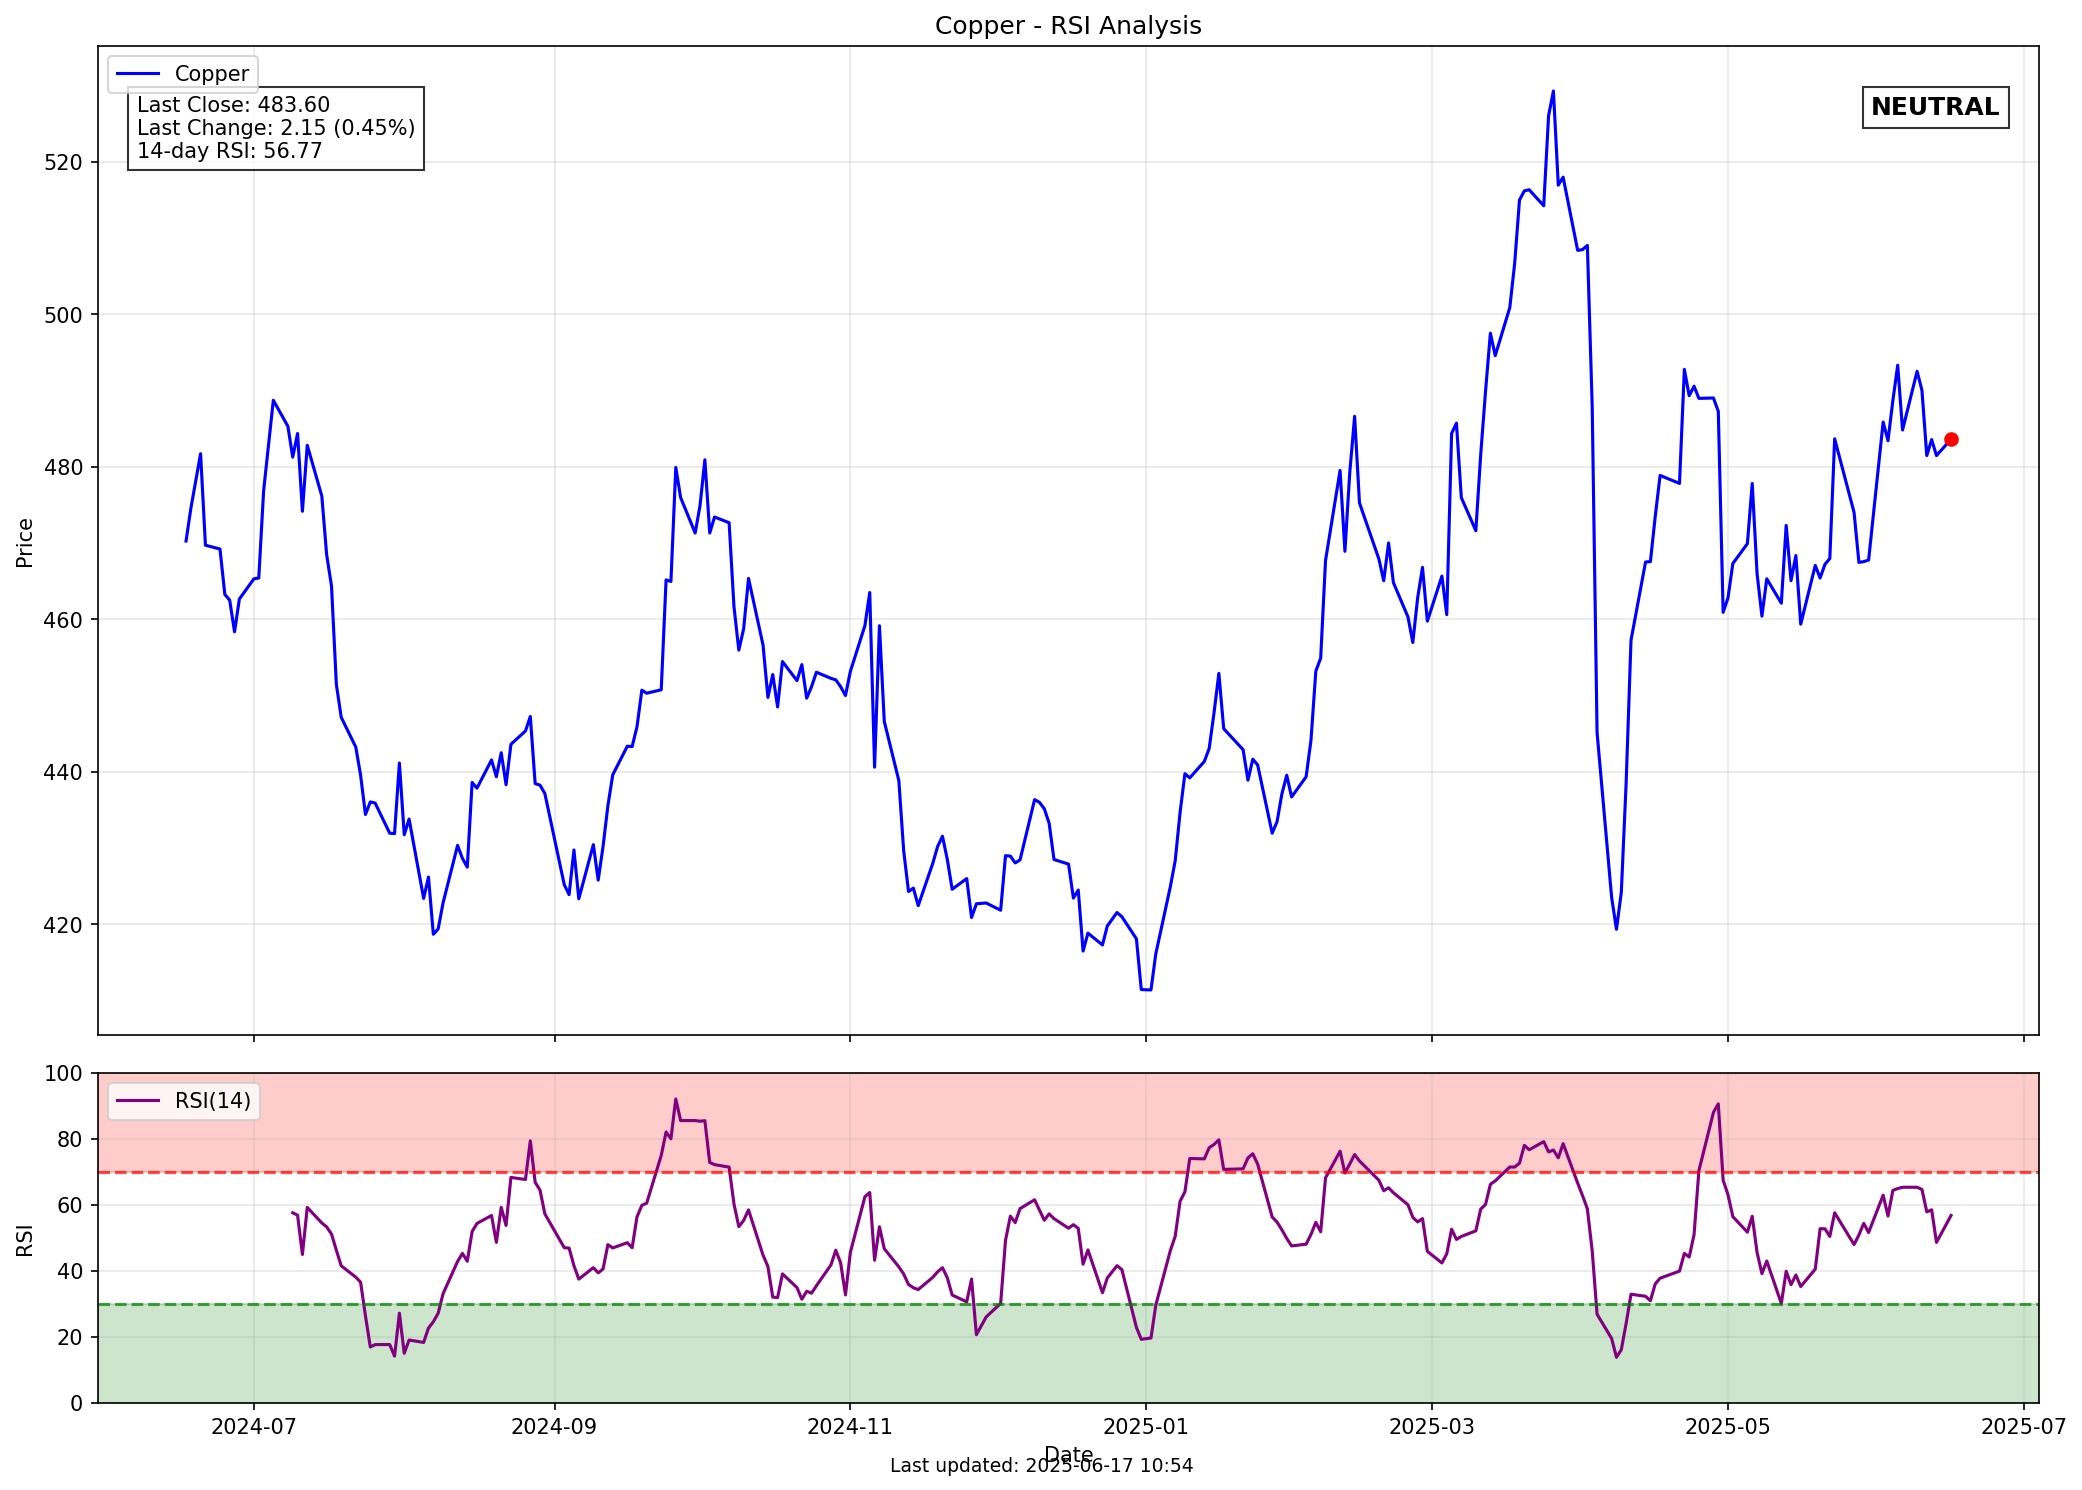 Copper - RSI Analysis
Copper
Last Close: 483.60
Last Change: 2.15 (0.45%)
14-day RSI: 56.77
NEUTRAL
Price
520
500
480
460
440
420
RSI
RSI(14)
100
80
60
40
20
0
2024-07
2024-09
2024-11
2025-01
2025-03
2025-05
2025-07
Date
Last updated: 2025-06-17 10:54